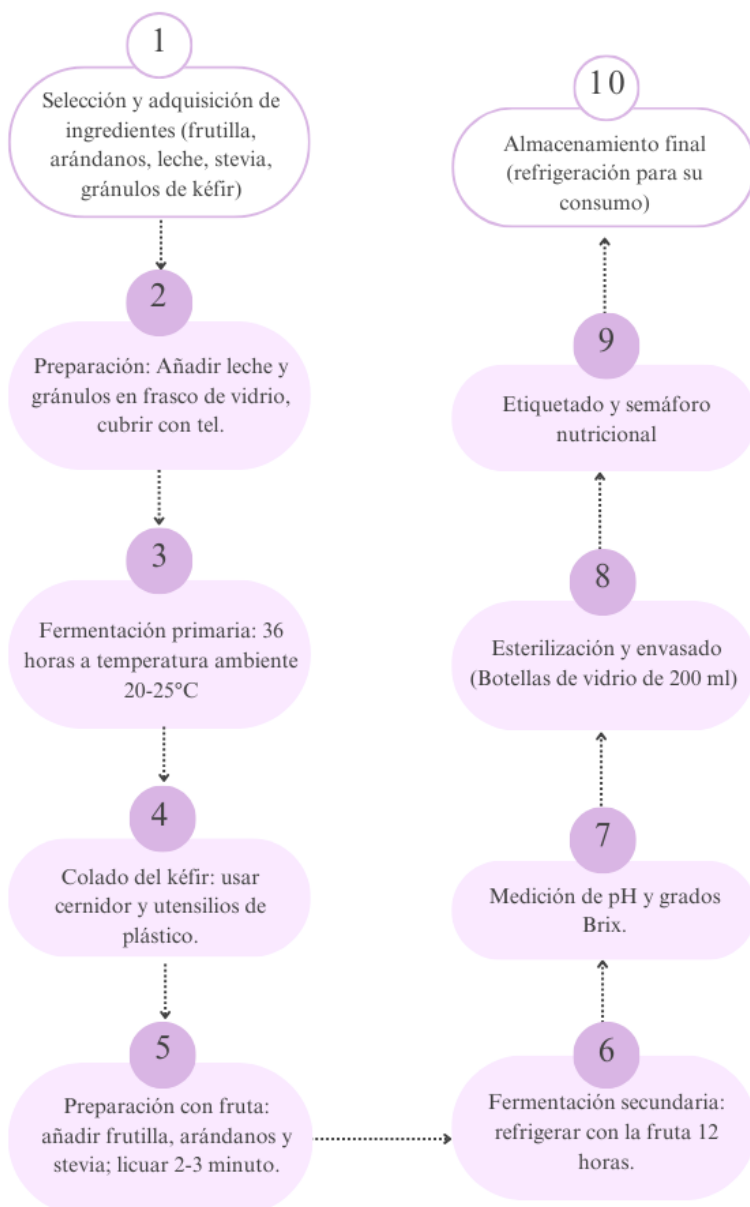 1
Selección y adquisición de
ingredientes (frutilla,
arándanos, leche, stevia,
gránulos de kéfir)
2
Preparación: Añadir leche y
gránulos en frasco de vidrio,
cubrir con tel.
3
Fermentación primaria: 36
horas a temperatura ambiente
20-25°C
4
Colado del kéfir: usar
cernidor y utensilios de
plástico.
5
Preparación con fruta:
añadir frutilla, arándanos y
stevia; licuar 2-3 minuto.
6
Fermentación secundaria:
refrigerar con la fruta 12
horas.
7
Medición de pH y grados
Brix.
8
Esterilización y envasado
(Botellas de vidrio de 200 ml)
9
Etiquetado y semáforo
nutricional
10
Almacenamiento final
(refrigeración para su
consumo)